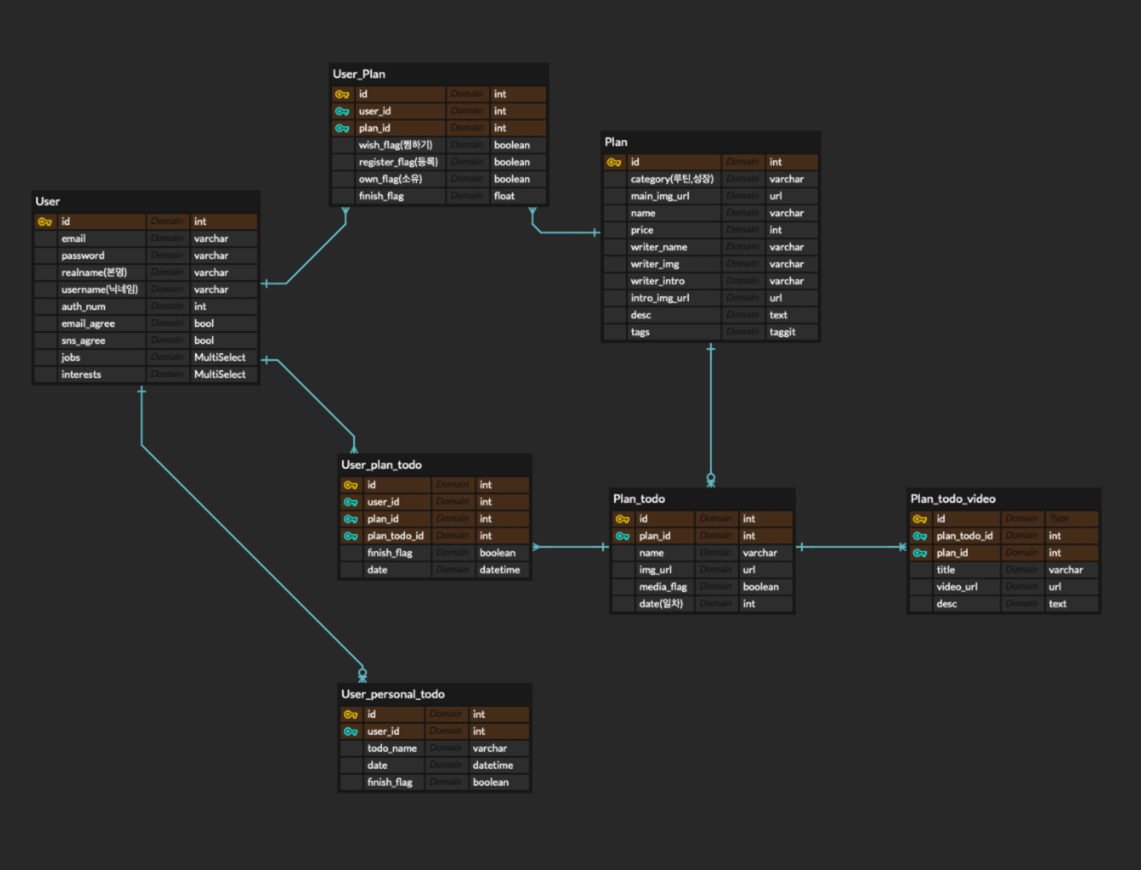 User_Plan
id Domain int
user_id Domain int
plan_id Domain int
wish_flag(찜하기) Domain boolean
register_flag(등록) Domain boolean
own_flag(소유) Domain boolean
finish_flag Domain float
Plan
id Domain int
category(루틴,성장) Domain varchar
main_img_url Domain url
name Domain varchar
price Domain int
writer_name Domain varchar
writer_img Domain varchar
writer_intro Domain varchar
intro_img_url Domain url
desc Domain text
tags Domain taggit
User
id Domain int
email Domain varchar
password Domain varchar
realname(본명) Domain varchar
username(닉네임) Domain varchar
auth_num Domain int
email_agree Domain bool
sns_agree Domain bool
jobs Domain MultiSelect
interests Domain MultiSelect
User_plan_todo
id Domain int
user_id Domain int
plan_id Domain int
plan_todo_id Domain int
finish_flag Domain boolean
date Domain datetime
Plan_todo
id Domain int
plan_id Domain int
name Domain varchar
img_url Domain url
media_flag Domain boolean
date(일차) Domain int
Plan_todo_video
id Domain Type
plan_todo_id Domain int
plan_id Domain int
title Domain varchar
video_url Domain url
desc Domain text
User_personal_todo
id Domain int
user_id Domain int
todo_name Domain varchar
date Domain datetime
finish_flag Domain boolean